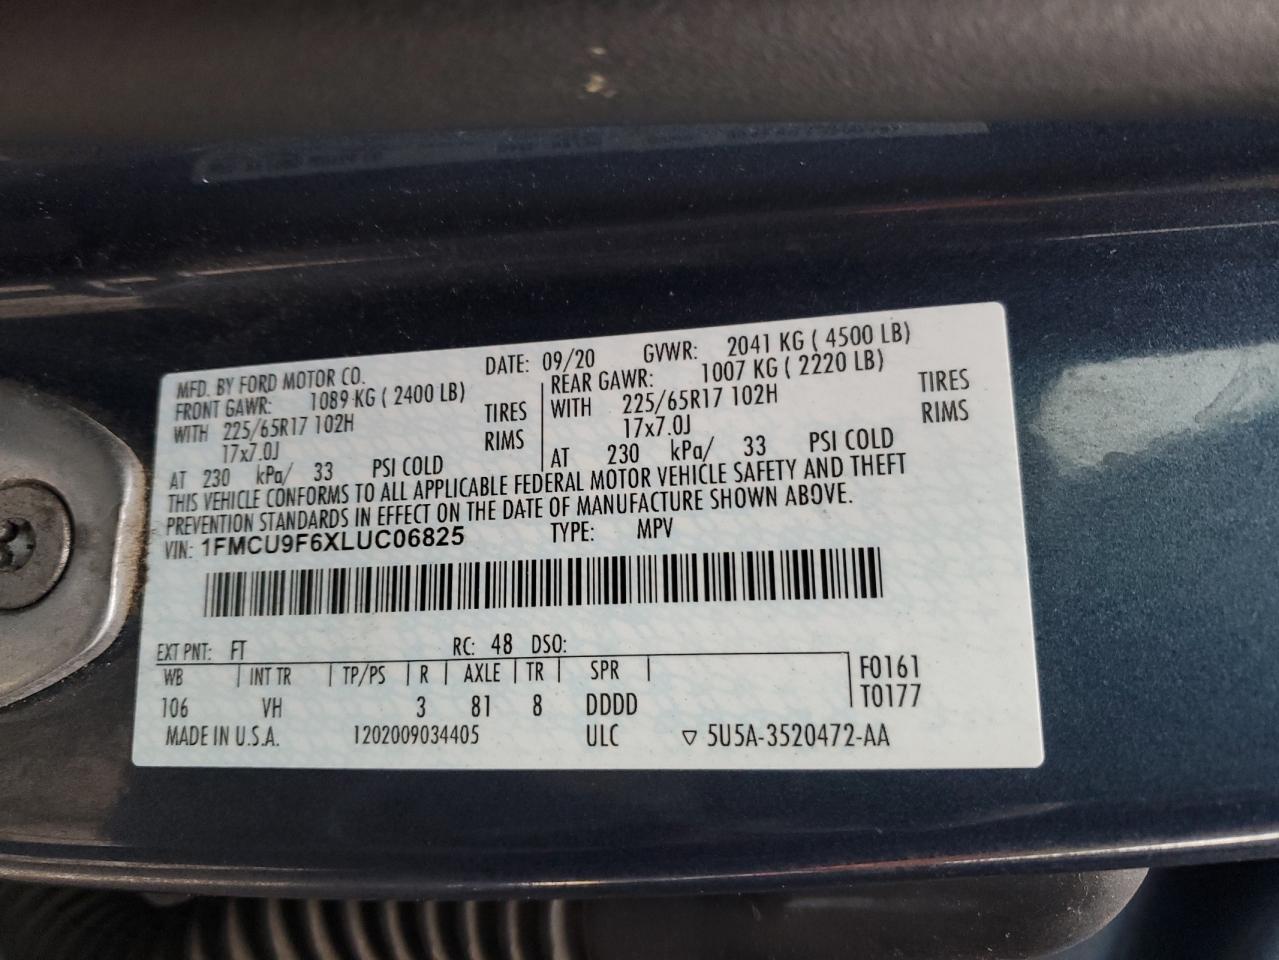 MFD. BY FORD MOTOR CO. DATE: 09/20 GVWR: 2041 KG ( 4500 LB)
FRONT GAWR: 1089 KG ( 2400 LB) REAR GAWR: 1007 KG ( 2220 LB)
WITH 225/65R17 102H TIRES WITH 225/65R17 102H TIRES
17x7.0J RIMS 17x7.0J RIMS
AT 230 kPa/ 33 PSI COLD AT 230 kPa/ 33 PSI COLD
THIS VEHICLE CONFORMS TO ALL APPLICABLE FEDERAL MOTOR VEHICLE SAFETY AND THEFT
PREVENTION STANDARDS IN EFFECT ON THE DATE OF MANUFACTURE SHOWN ABOVE.
VIN: 1FMCU9F6XLUC06825 TYPE: MPV
EXT PNT: FT RC: 48 DSO:
WB | INT TR | TP/PS | R | AXLE | TR | SPR | F0161
106 VH 3 81 8 DDDD T0177
MADE IN U.S.A. 1202009034405 ULC ▽ 5U5A-3520472-AA